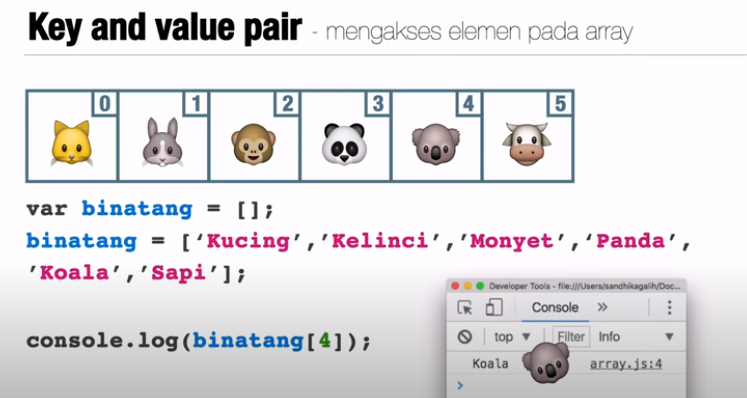 Key and value pair - mengakses elemen pada array
0 1 2 3 4 5
var binatang = [];
binatang = [‘Kucing’,’Kelinci’,’Monyet’,‘Panda’,
’Koala’,’Sapi’];
console.log(binatang[4]);
Developer Tools - file:///Users/sandhikagalih/Doc...
Console »
top ▼ Filter Info ▼
Koala array.js:4
>